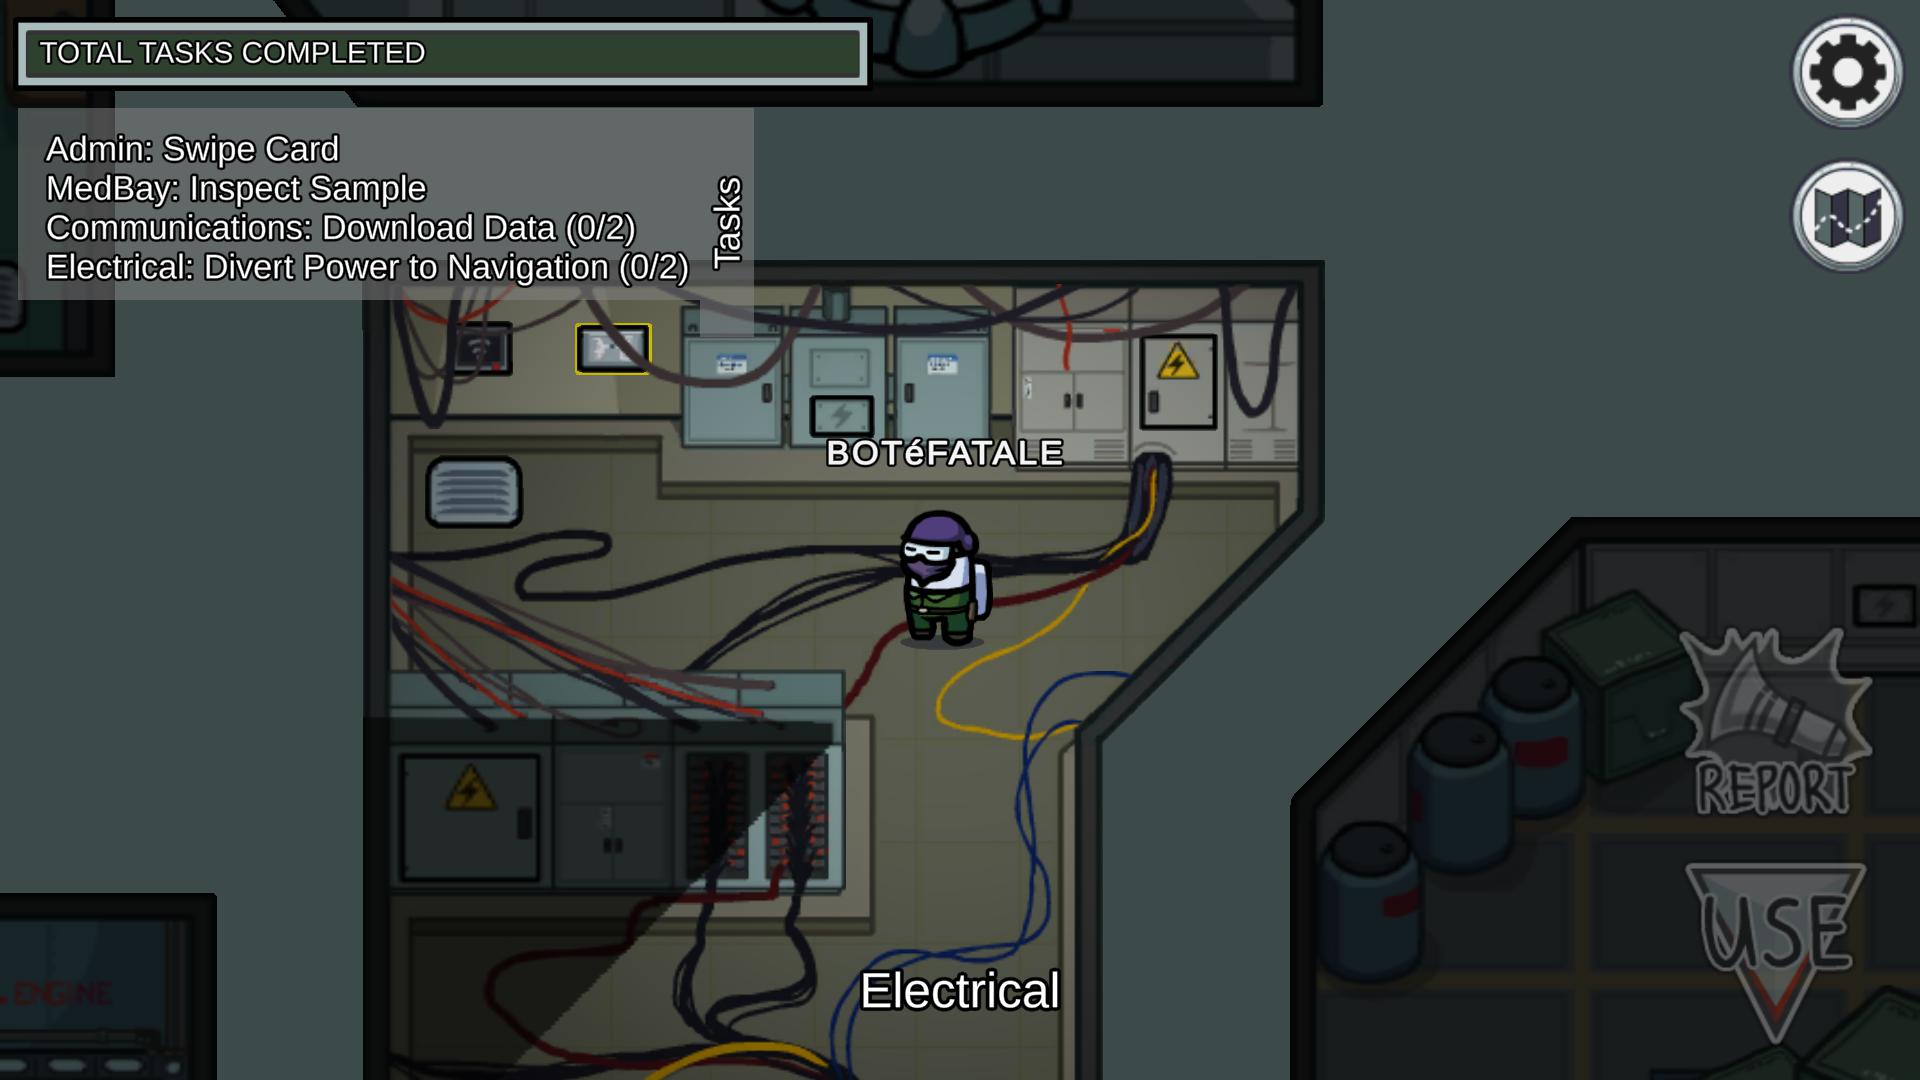 TOTAL TASKS COMPLETED
Admin: Swipe Card
MedBay: Inspect Sample
Communications: Download Data (0/2)
Electrical: Divert Power to Navigation (0/2)
Tasks
BOTéFATALE
REPORT
USE
ENGINE
Electrical